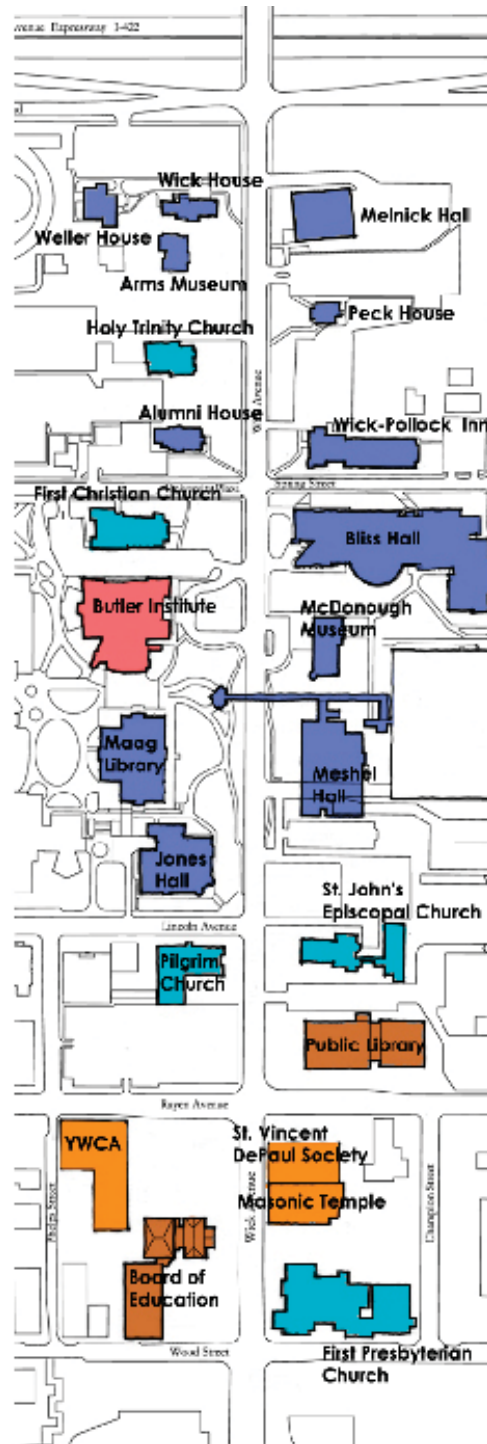 venue Expressway I-422
Wick House
Melnick Hall
Weller House
Arms Museum
Peck House
Holy Trinity Church
Avenue
Alumni House
Wick-Pollock Inn
First Christian Church
Spring Street
Bliss Hall
Butler Institute
McDonough
Museum
Maag
Library
Meshel
Hall
Jones
Hall
St. John's
Episcopal Church
Lincoln Avenue
Pilgrim
Church
Public Library
Rayen Avenue
YWCA
St. Vincent
DePaul Society
Masonic Temple
Phelps Street
Wick
Champion Street
Board of
Education
Wood Street
First Presbyterian
Church